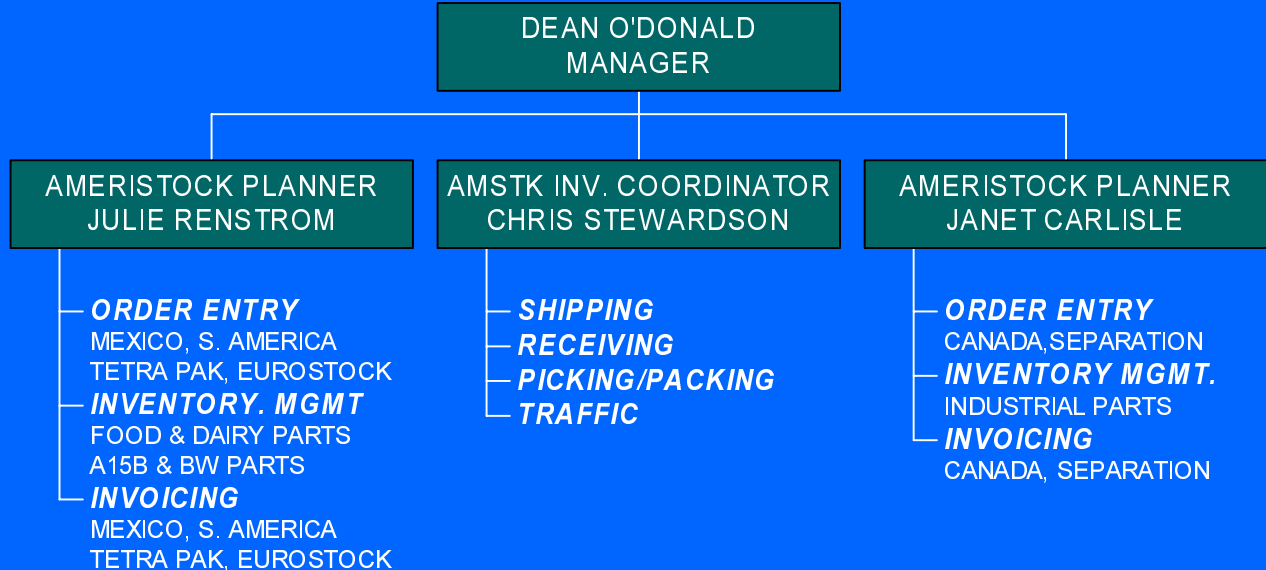 DEAN O'DONALD
MANAGER
AMERISTOCK PLANNER
JULIE RENSTROM
ORDER ENTRY
MEXICO, S. AMERICA
TETRA PAK, EUROSTOCK
INVENTORY. MGMT
FOOD & DAIRY PARTS
A15B & BW PARTS
INVOICING
MEXICO, S. AMERICA
TETRA PAK, EUROSTOCK
AMSTK INV. COORDINATOR
CHRIS STEWARDSON
SHIPPING
RECEIVING
PICKING/PACKING
TRAFFIC
AMERISTOCK PLANNER
JANET CARLISLE
ORDER ENTRY
CANADA,SEPARATION
INVENTORY MGMT.
INDUSTRIAL PARTS
INVOICING
CANADA, SEPARATION